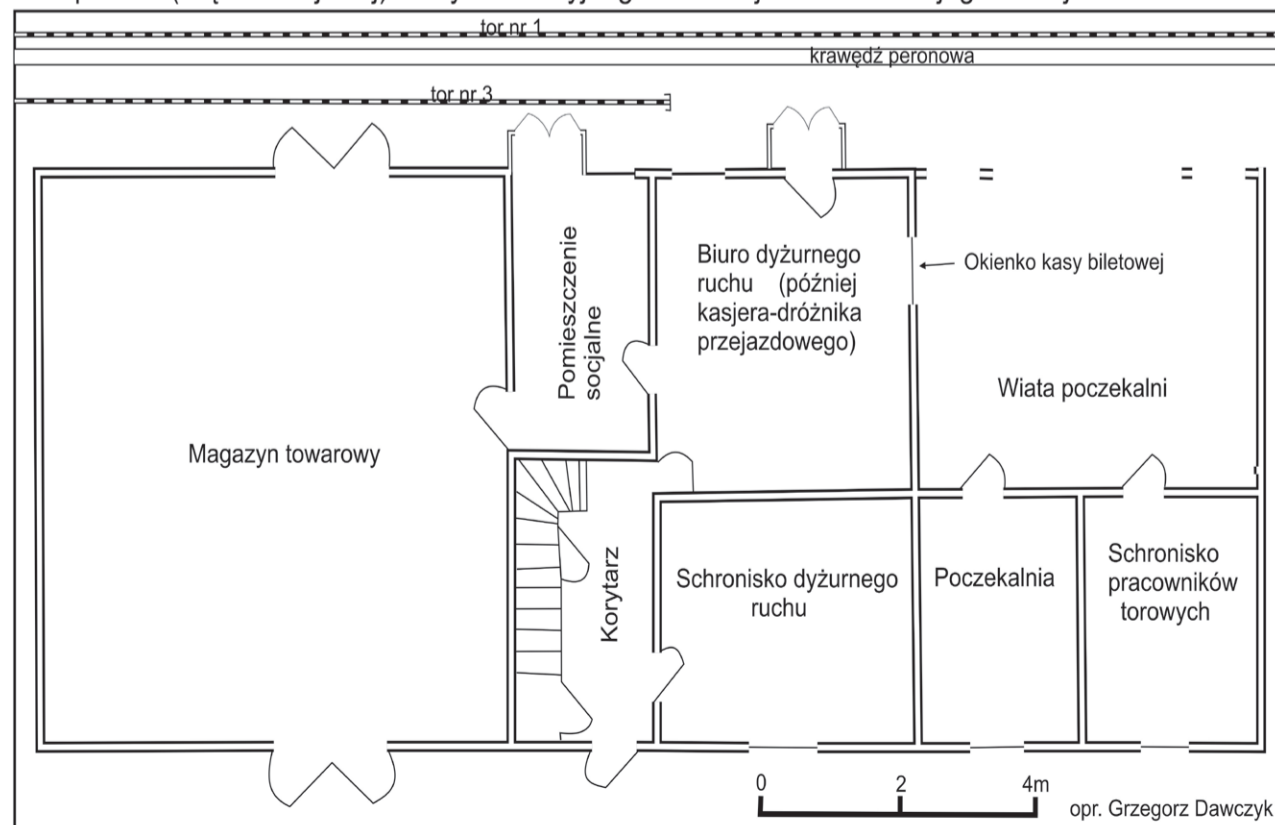 tor nr 1
krawędź peronowa
tor nr 3
Pomieszczenie
socjalne
Biuro dyżurnego
ruchu (później
kasjera-dróżnika
przejazdowego)
Okienko kasy biletowej
Wiata poczekalni
Magazyn towarowy
Korytarz
Schronisko dyżurnego
ruchu
Poczekalnia
Schronisko
pracowników
torowych
0 2 4m
opr. Grzegorz Dawczyk